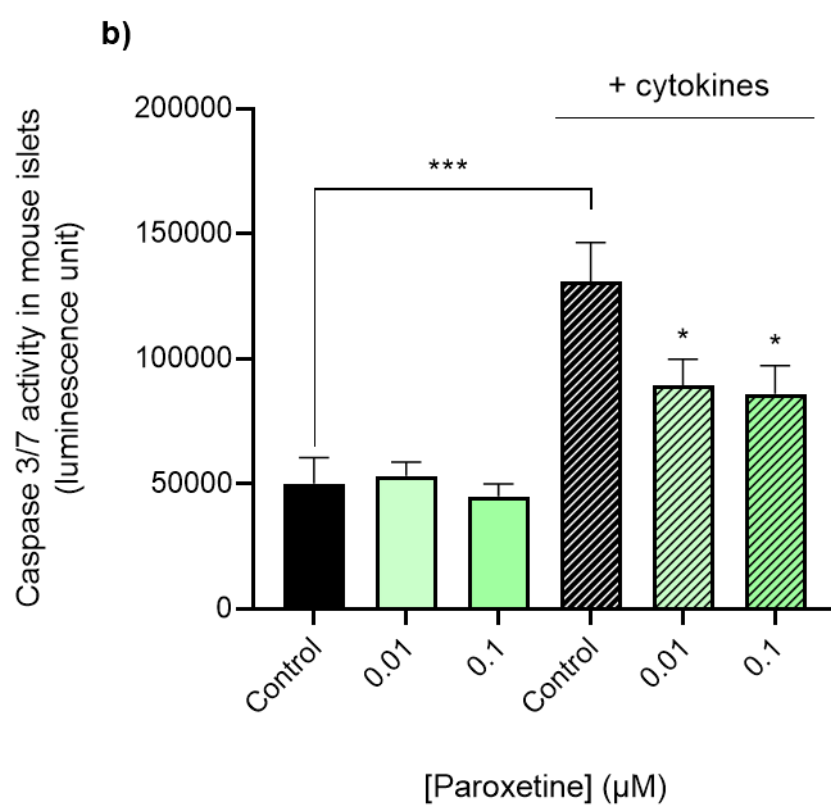 b)
+ cytokines
Caspase 3/7 activity in mouse islets
(luminescence unit)
200000
150000
100000
50000
0
***
*
*
Control
0.01
0.1
Control
0.01
0.1
[Paroxetine] (µM)